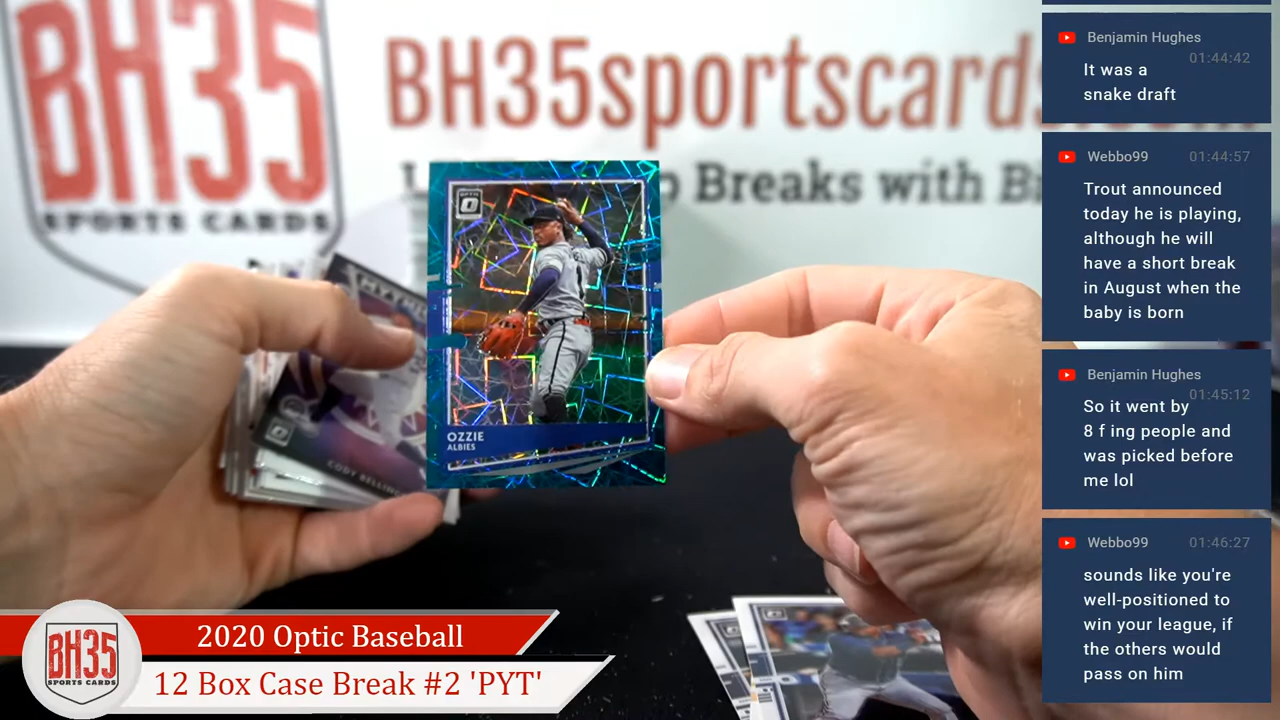 BH35
SPORTS CARDS
BH35sportscards
Breaks with
OZZIE
ALBIES
CODY BELLIN
Benjamin Hughes
01:44:42
It was a
snake draft
Webbo99 01:44:57
Trout announced
today he is playing,
although he will
have a short break
in August when the
baby is born
Benjamin Hughes
01:45:12
So it went by
8 f ing people and
was picked before
me lol
Webbo99 01:46:27
sounds like you're
well-positioned to
win your league, if
the others would
pass on him
2020 Optic Baseball
12 Box Case Break #2 'PYT'
BH35
SPORTS CARDS